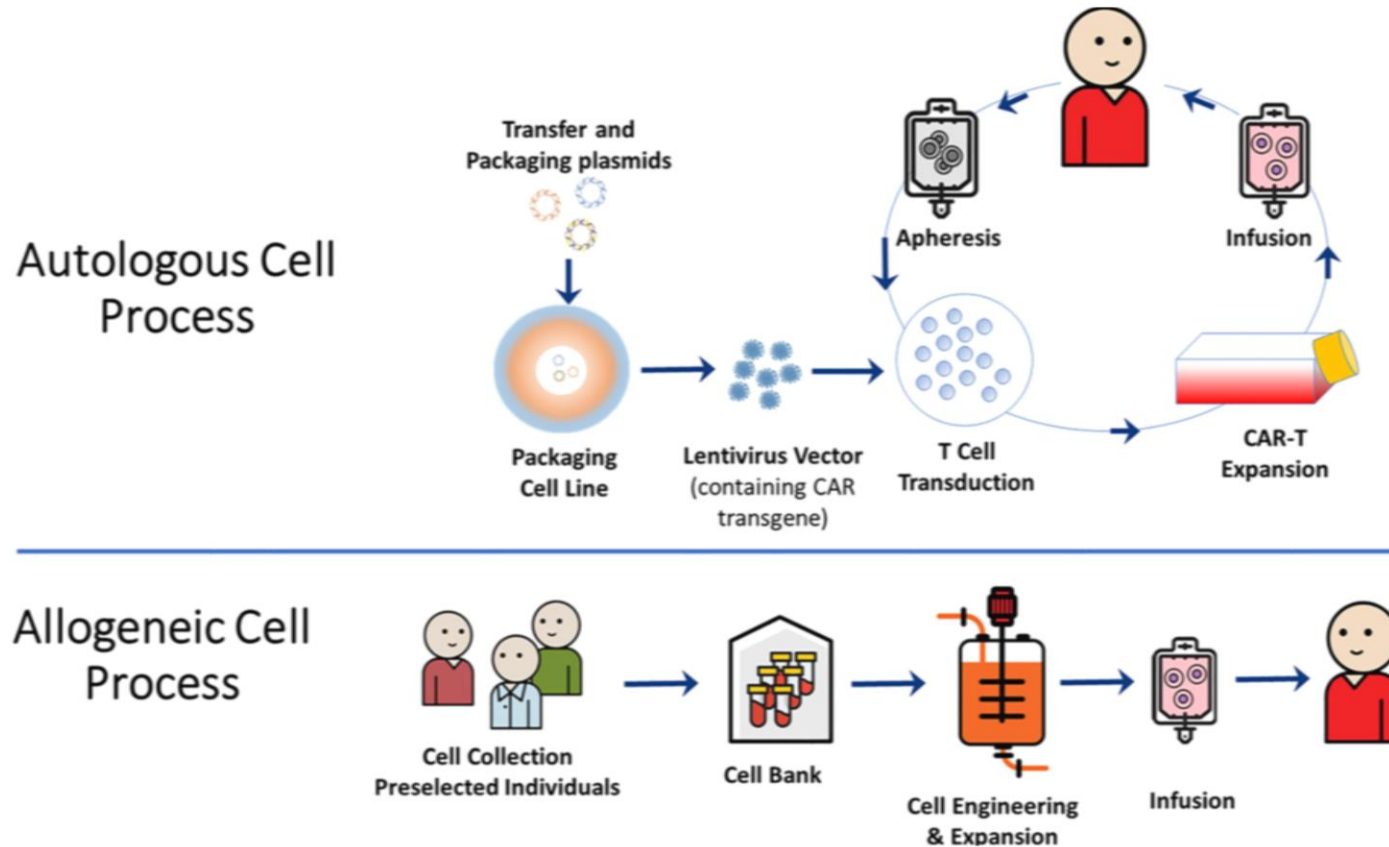 Transfer and
Packaging plasmids
Apheresis
Infusion
Autologous Cell
Process
Packaging
Cell Line
Lentivirus Vector
(containing CAR
transgene)
T Cell
Transduction
CAR-T
Expansion
Allogeneic Cell
Process
Cell Collection
Preselected Individuals
Cell Bank
Cell Engineering
& Expansion
Infusion